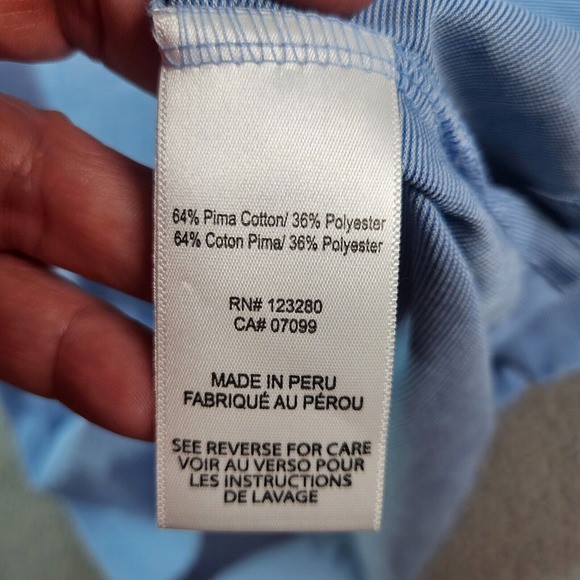 64% Pima Cotton/ 36% Polyester
64% Coton Pima/ 36% Polyester
RN# 123280
CA# 07099
MADE IN PERU
FABRIQUÉ AU PÉROU
SEE REVERSE FOR CARE
VOIR AU VERSO POUR
LES INSTRUCTIONS
DE LAVAGE